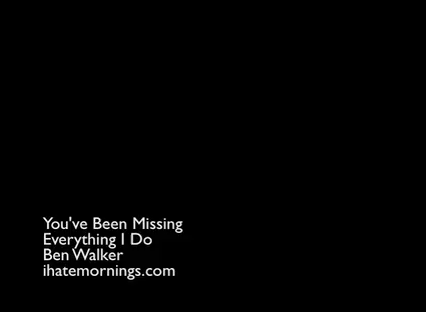 You've Been Missing
Everything I Do
Ben Walker
ihatemornings.com